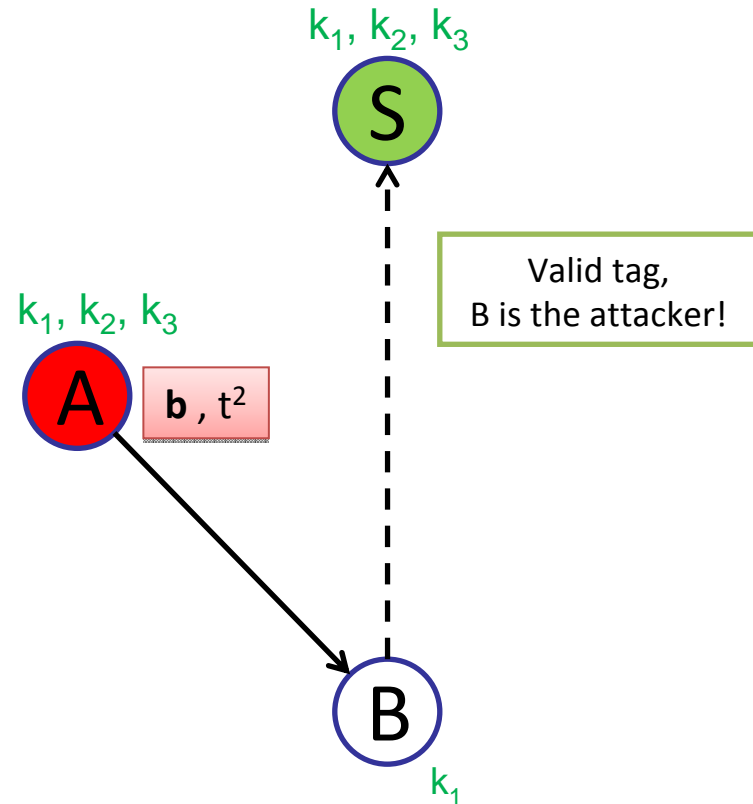 k₁, k₂, k₃
S
Valid tag,
B is the attacker!
k₁, k₂, k₃
A
b , t²
B
k₁